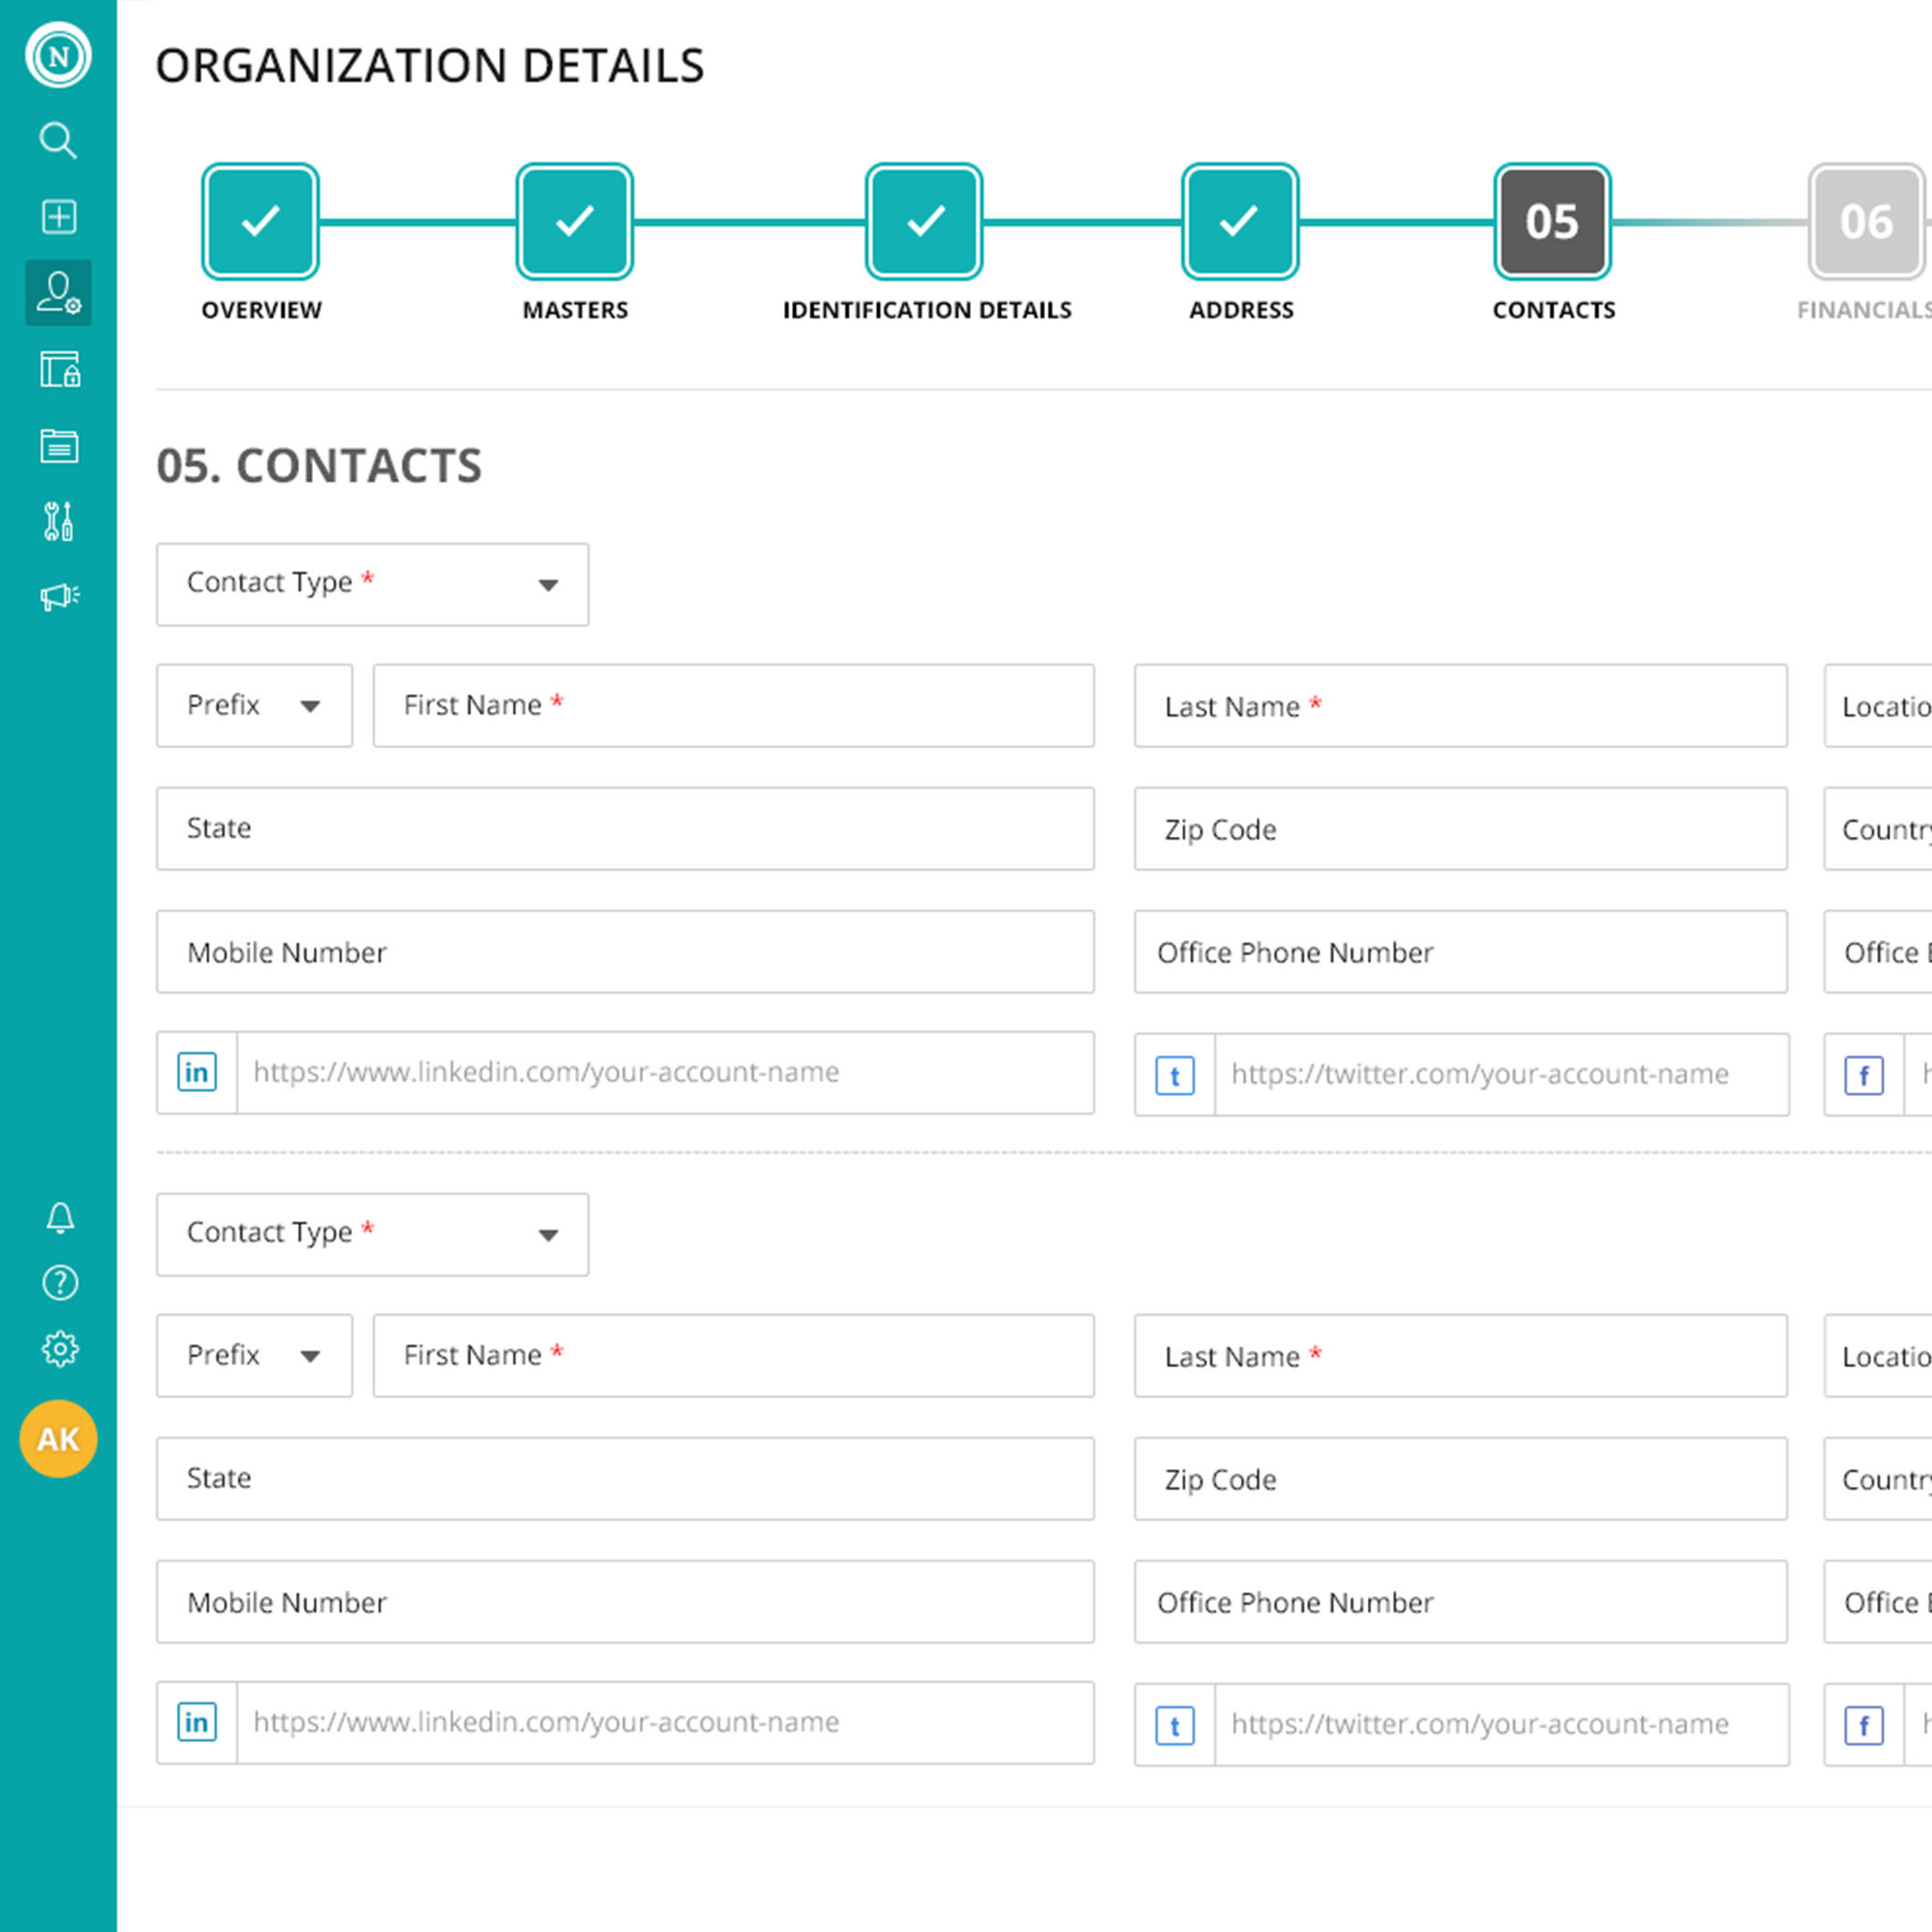 N
ORGANIZATION DETAILS
05 06
OVERVIEW MASTERS IDENTIFICATION DETAILS ADDRESS CONTACTS FINANCIALS
05. CONTACTS
Contact Type *
Prefix First Name * Last Name * Locatio
State Zip Code Country
Mobile Number Office Phone Number Office
in https://www.linkedin.com/your-account-name t https://twitter.com/your-account-name f
Contact Type *
Prefix First Name * Last Name * Locatio
?
AK
State Zip Code Country
Mobile Number Office Phone Number Office
in https://www.linkedin.com/your-account-name t https://twitter.com/your-account-name f